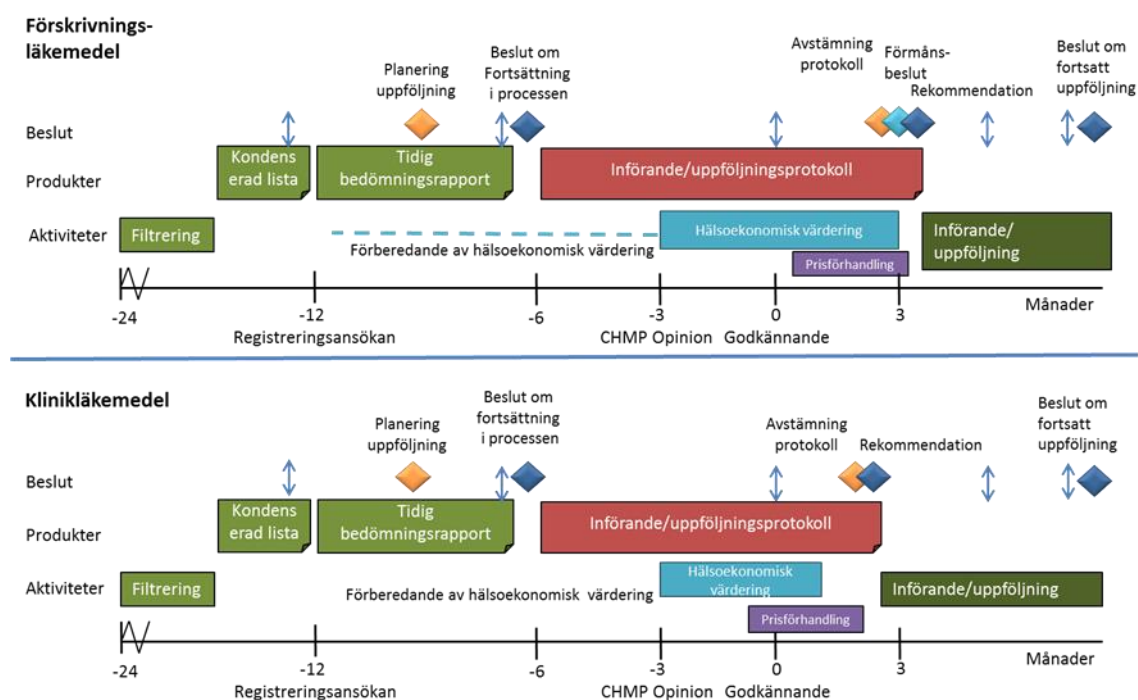 Förskrivnings-
läkemedel
Planering
uppföljning
Beslut om
Fortsättning
i processen
Avstämning
protokoll
Förmåns-
beslut
Rekommendation
Beslut om
fortsatt
uppföljning
Beslut
Produkter
Kondens
erad lista
Tidig
bedömningsrapport
Införande/uppföljningsprotokoll
Aktiviteter
Filtrering
Förberedande av hälsoekonomisk värdering
Hälsoekonomisk värdering
Prisförhandling
Införande/
uppföljning
-24
-12
-6
-3
0
3
Månader
Registreringsansökan
CHMP Opinion
Godkännande
Klinikläkemedel
Planering
uppföljning
Beslut om
fortsättning
i processen
Avstämning
protokoll
Rekommendation
Beslut om
fortsatt
uppföljning
Beslut
Produkter
Kondens
erad lista
Tidig
bedömningsrapport
Införande/uppföljningsprotokoll
Aktiviteter
Filtrering
Förberedande av hälsoekonomisk värdering
Hälsoekonomisk
värdering
Prisförhandling
Införande/uppföljning
-24
-12
-6
-3
0
3
Månader
Registreringsansökan
CHMP Opinion
Godkännande